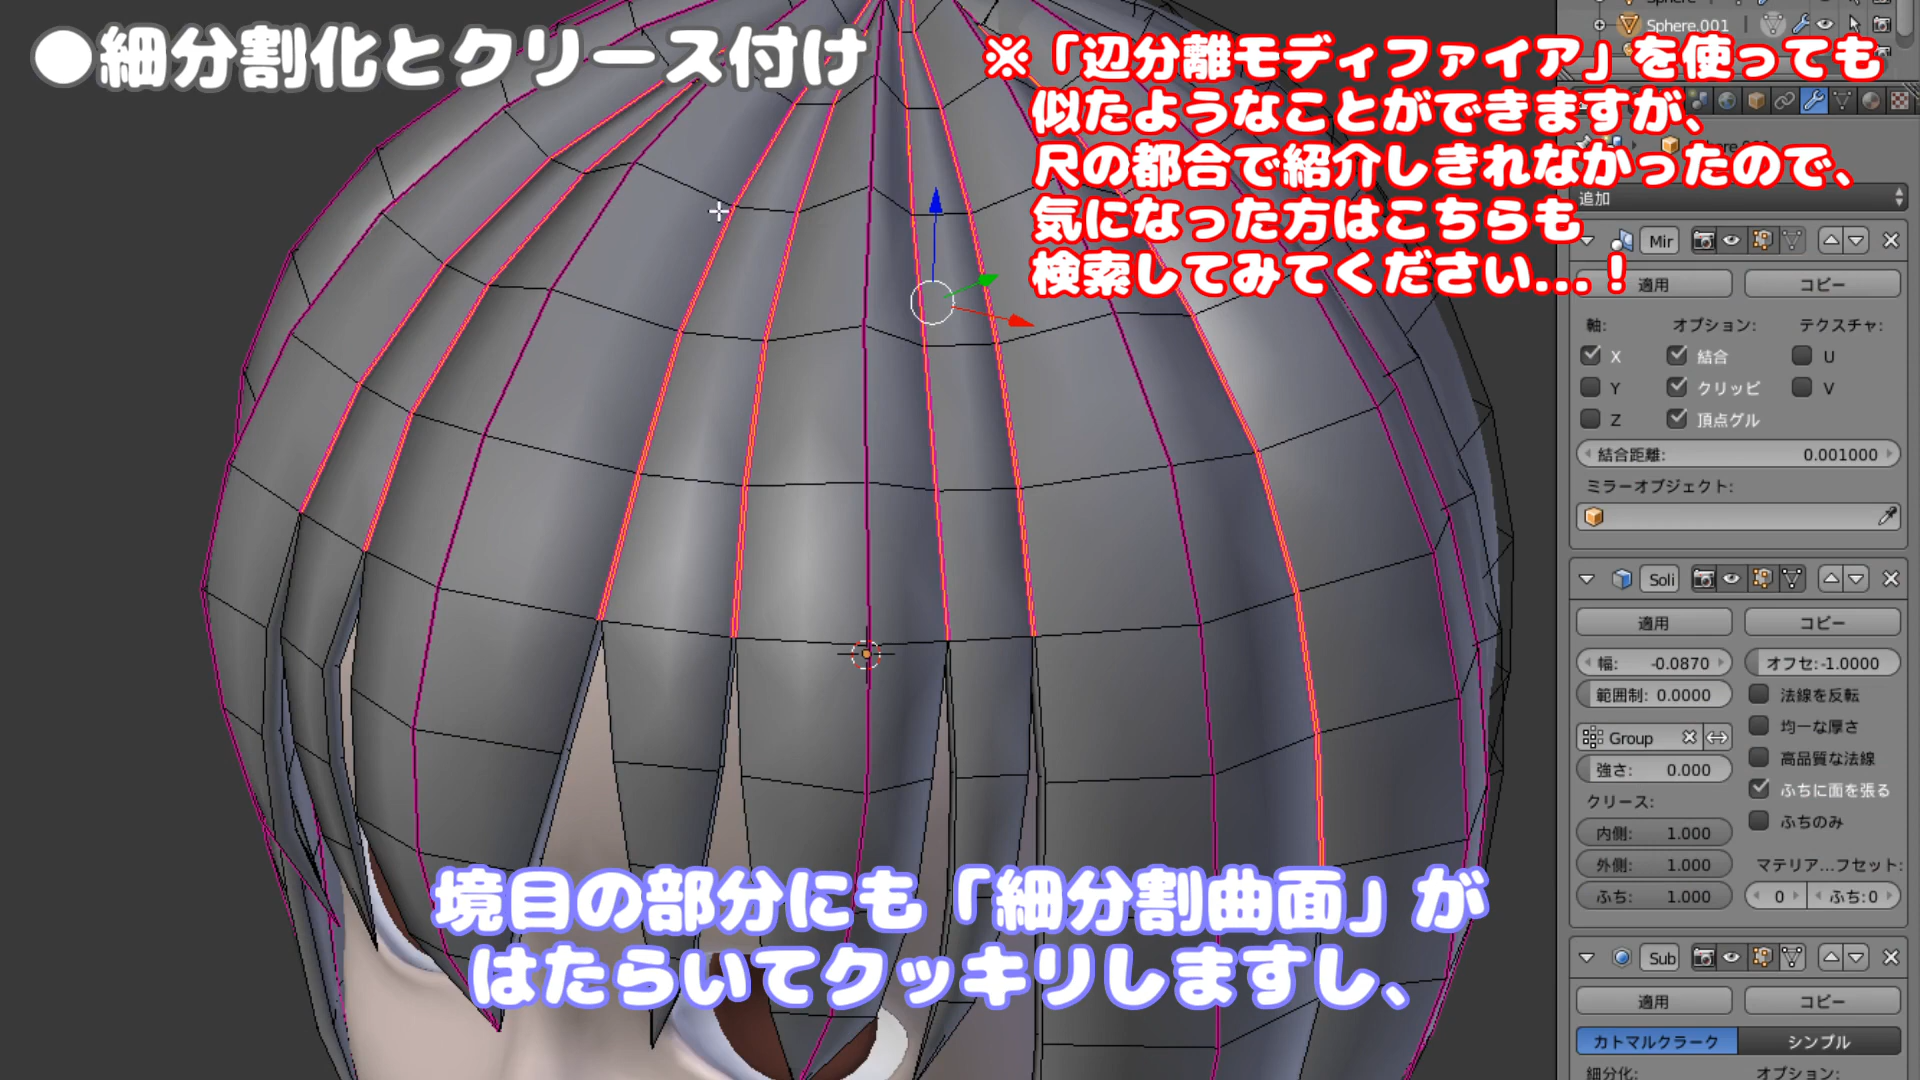 Sphere.001
●細分割化とクリース付け
※「辺分離モディファイア」を使っても
似たようなことができますが、
尺の都合で紹介しきれなかったので、
気になった方はこちらも
検索してみてください…！
追加
Mir
適用 コピー
軸: オプション: テクスチャ:
X 結合 U
Y クリッピ V
Z 頂点グル
結合距離: 0.001000
ミラーオブジェクト:
Soli
適用 コピー
幅: -0.0870 オフセ:-1.0000
範囲制: 0.0000 法線を反転
均一な厚さ
Group
高品質な法線
強さ: 0.000
ふちに面を張る
クリース:
ふちのみ
内側: 1.000
外側: 1.000 マテリア…フセット:
ふち: 1.000 0 ふち:0
境目の部分にも「細分割曲面」が
はたらいてクッキリしますし、
Sub
適用 コピー
カトマルクラーク シンプル
細分化: オプション: